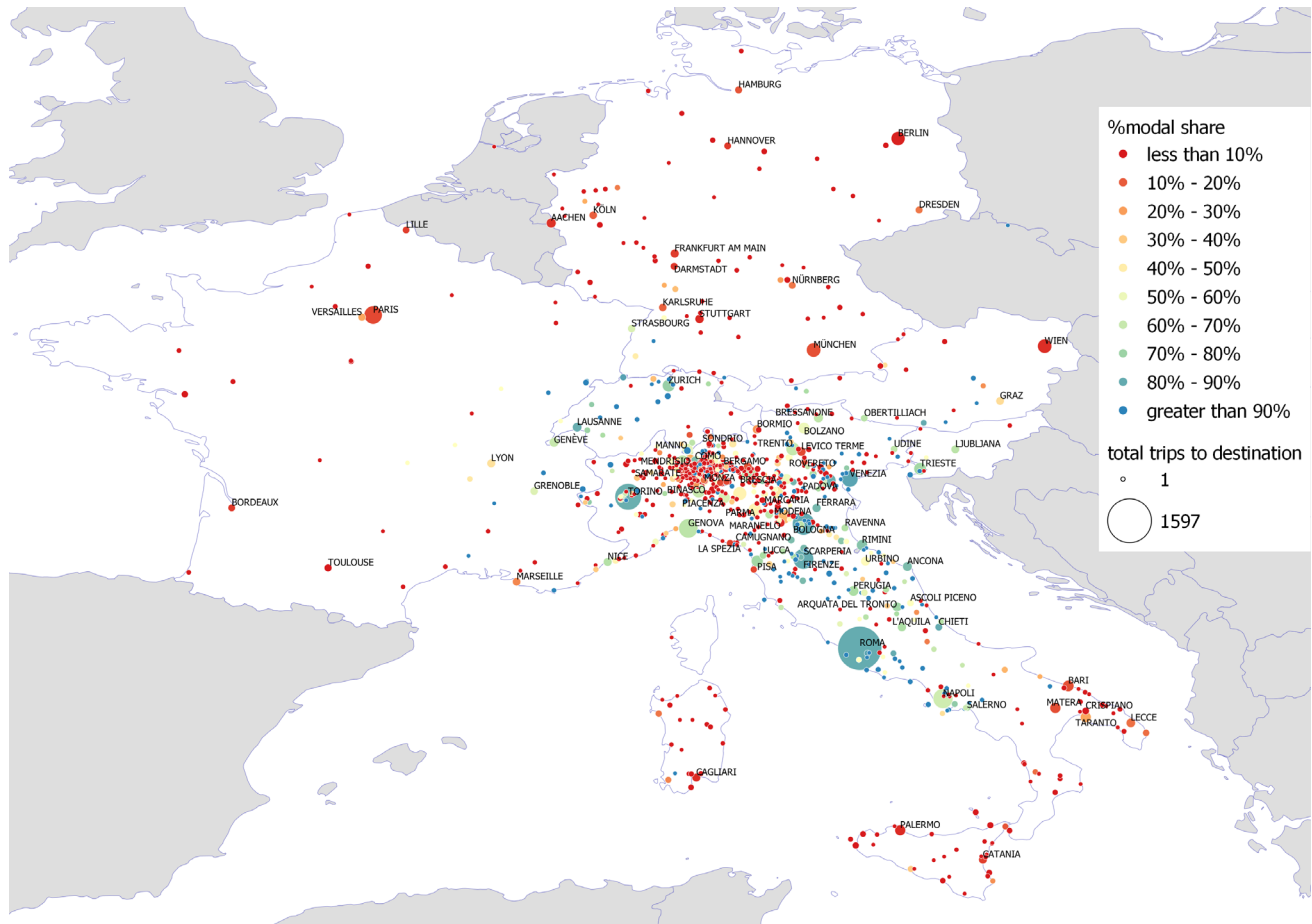 HAMBURG
HANNOVER
BERLIN
%modal share
less than 10%
10% - 20%
20% - 30%
30% - 40%
40% - 50%
50% - 60%
60% - 70%
70% - 80%
80% - 90%
greater than 90%
total trips to destination
1
1597
DRESDEN
KÖLN
AACHEN
LILLE
FRANKFURT AM MAIN
DARMSTADT
NÜRNBERG
KARLSRUHE
VERSAILLES
PARIS
STUTTGART
STRASBOURG
MÜNCHEN
WIEN
ZURICH
GRAZ
LAUSANNE
BRESSANONE
OBERTILLIACH
BORMIO
BOLZANO
GENÈVE
MANNO
SONDRIO
TRENTO
LEVICO TERME
UDINE
LJUBLJANA
LYON
MENDRISIO
COMO
BERGAMO
ROVERETO
TRIESTE
SAMARATE
MONZA
BRESCIA
VENEZIA
GRENOBLE
TORINO
BINASCO
PADOVA
BORDEAUX
PIACENZA
MARCARIA
FERRARA
PARMA
MODENA
GENOVA
MARANELLO
BOLOGNA
RAVENNA
CAMUGNANO
RIMINI
LA SPEZIA
LUCCA
SCARPERIA
NICE
PISA
FIRENZE
URBINO
ANCONA
TOULOUSE
MARSEILLE
PERUGIA
ARQUATA DEL TRONTO
ASCOLI PICENO
L'AQUILA
CHIETI
ROMA
BARI
NAPOLI
SALERNO
MATERA
CRISPIANO
TARANTO
LECCE
CAGLIARI
PALERMO
CATANIA